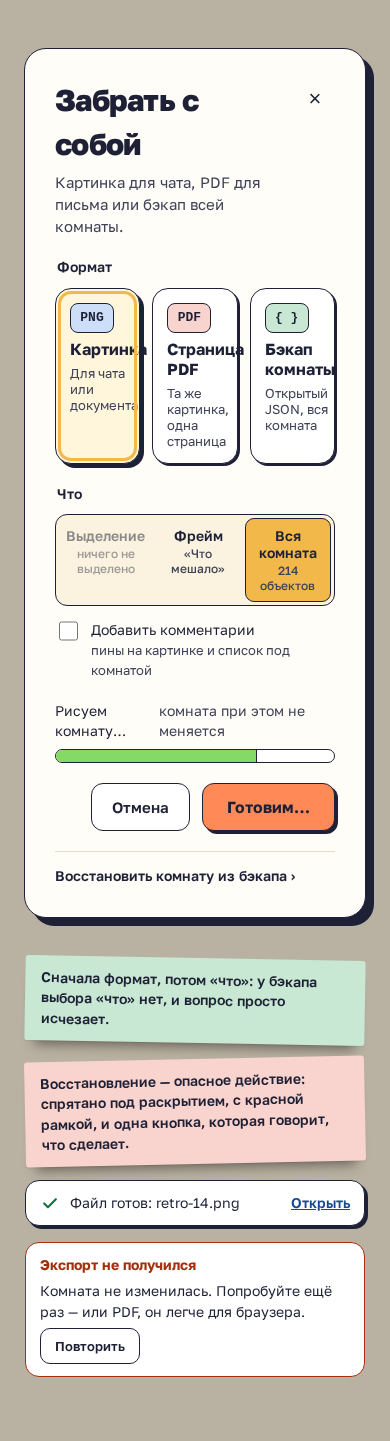 Забрать с
собой
×
Картинка для чата, PDF для
письма или бэкап всей
комнаты.
Формат
PNG
Картинка
Для чата
или
документа
PDF
Страница
PDF
Та же
картинка,
одна
страница
{ }
Бэкап
комнаты
Открытый
JSON, вся
комната
Что
Выделение
ничего не
выделено
Фрейм
«Что
мешало»
Вся
комната
214
объектов
Добавить комментарии
пины на картинке и список под
комнатой
Рисуем
комнату…
комната при этом не
меняется
Отмена
Готовим…
Восстановить комнату из бэкапа ›
Сначала формат, потом «что»: у бэкапа
выбора «что» нет, и вопрос просто
исчезает.
Восстановление — опасное действие:
спрятано под раскрытием, с красной
рамкой, и одна кнопка, которая говорит,
что сделает.
Файл готов: retro-14.png
Открыть
Экспорт не получился
Комната не изменилась. Попробуйте ещё
раз — или PDF, он легче для браузера.
Повторить